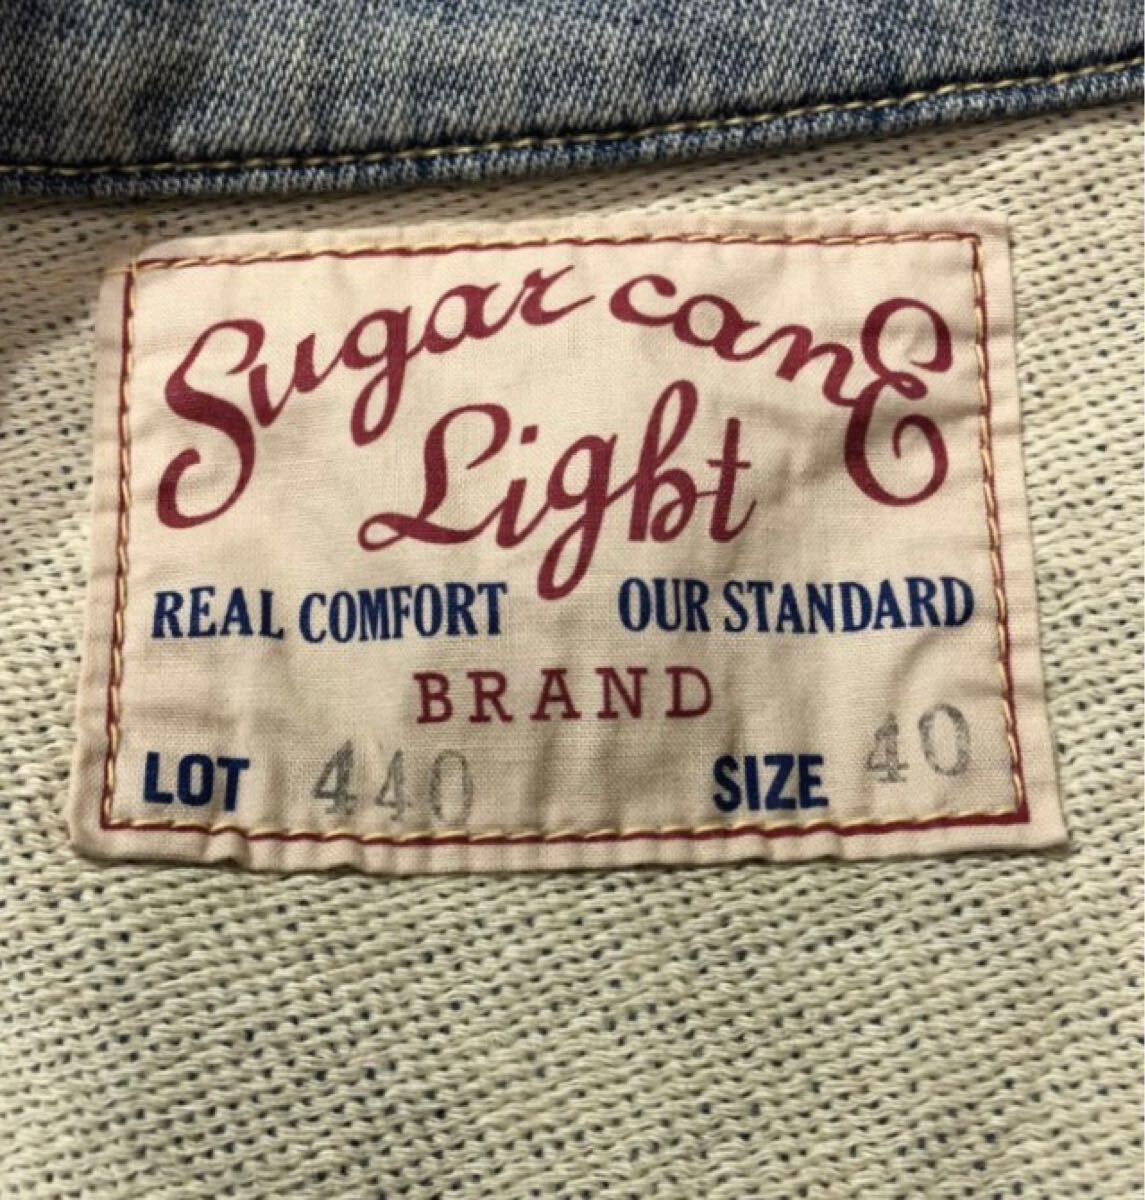 Sugar canE
Light
REAL COMFORT OUR STANDARD
BRAND
LOT 440 SIZE 40